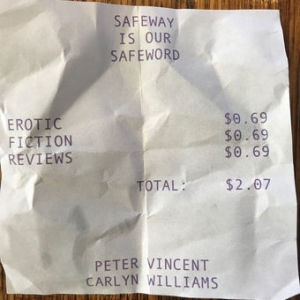 SAFEWAY
IS OUR
SAFEWORD
EROTIC $0.69
FICTION $0.69
REVIEWS $0.69
TOTAL: $2.07
PETER VINCENT
CARLYN WILLIAMS